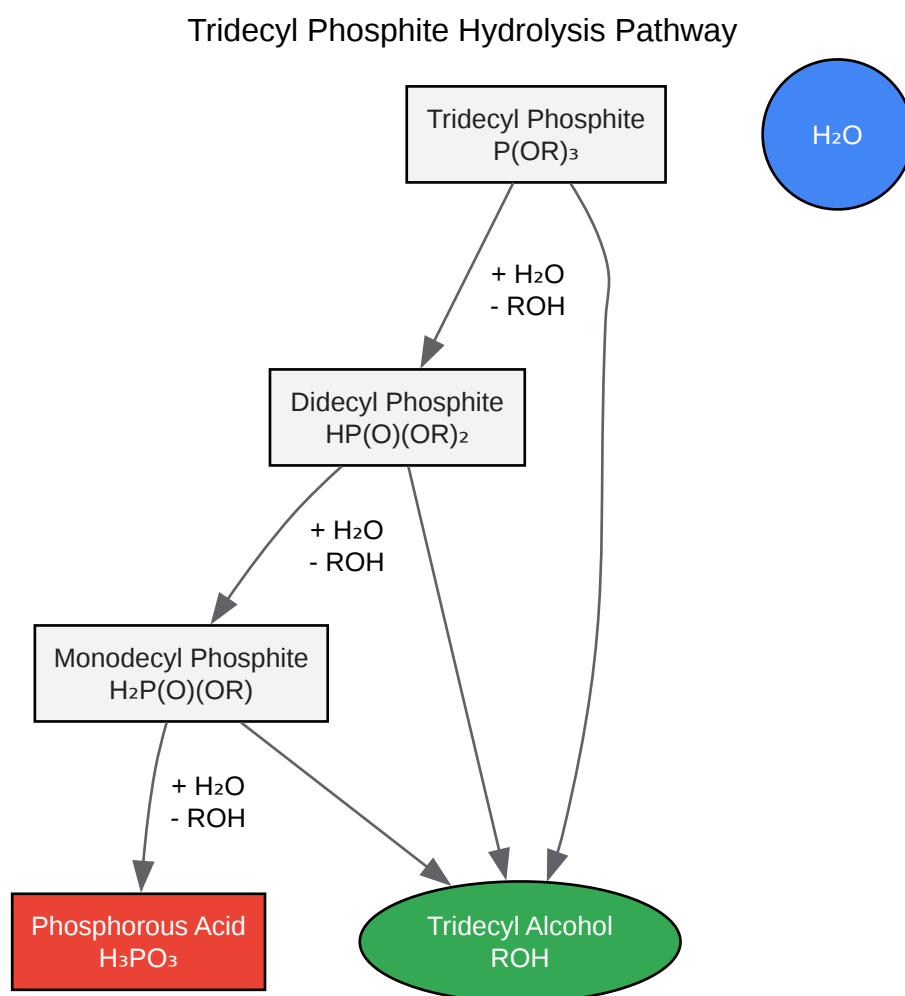 Tridecyl Phosphite Hydrolysis Pathway
Tridecyl Phosphite
P(OR)₃
H₂O
+ H₂O
- ROH
Didecyl Phosphite
HP(O)(OR)₂
+ H₂O
- ROH
Monodecyl Phosphite
H₂P(O)(OR)
+ H₂O
- ROH
Phosphorous Acid
H₃PO₃
Tridecyl Alcohol
ROH